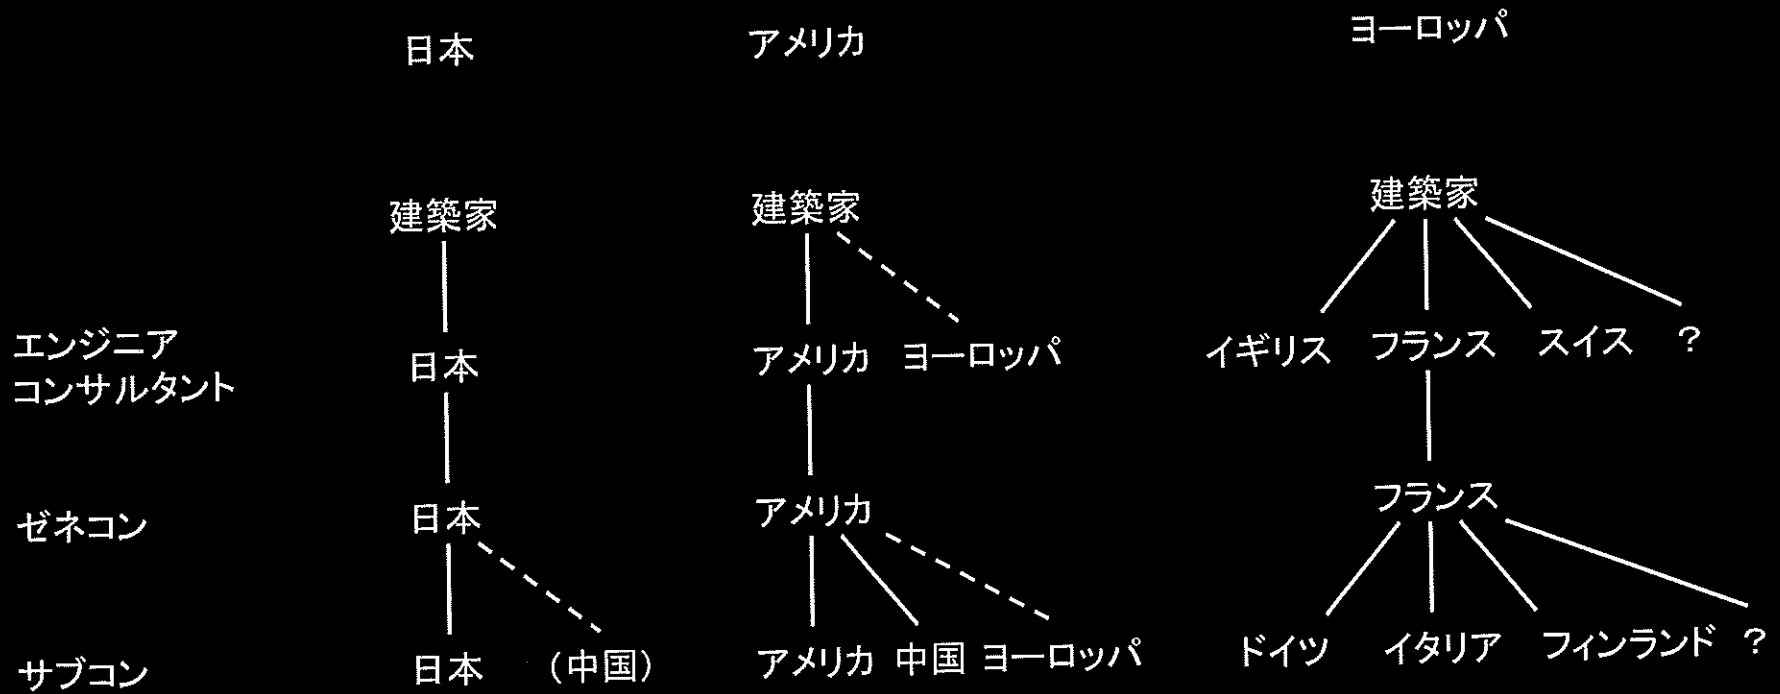 日本 アメリカ ヨーロッパ
建築家 建築家 建築家
エンジニア
コンサルタント 日本 アメリカ ヨーロッパ イギリス フランス スイス ?
ゼネコン 日本 アメリカ フランス
サブコン 日本 (中国) アメリカ 中国 ヨーロッパ ドイツ イタリア フィンランド ?